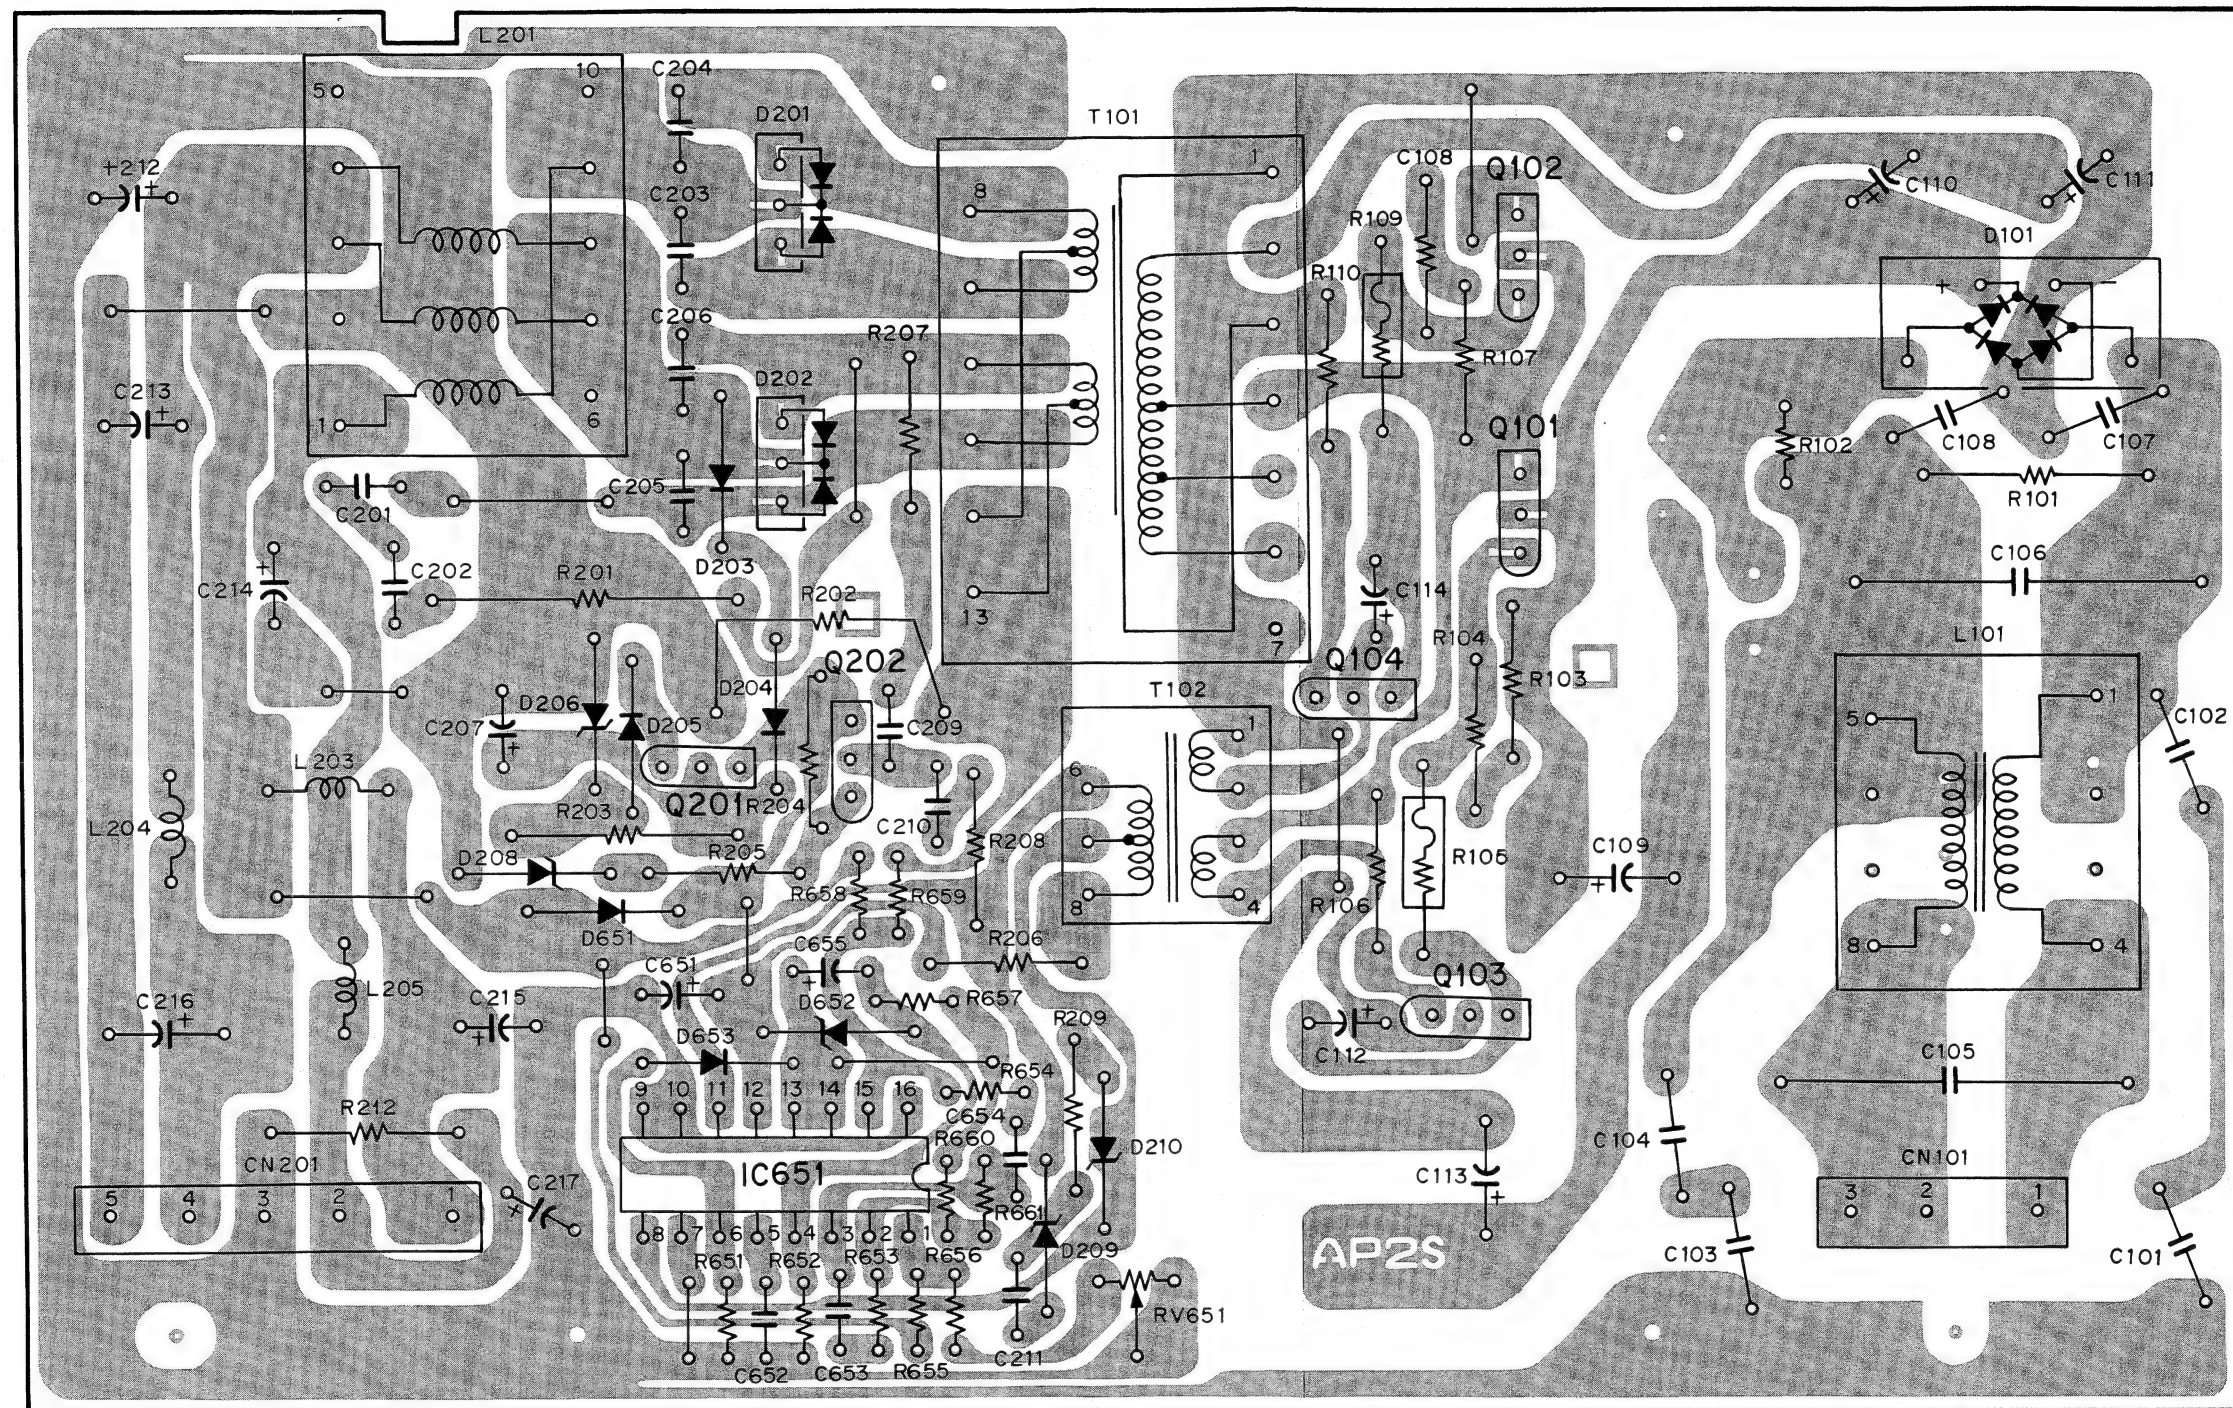 L201
5
10
C204
D201
T101
1
C108
Q102
+212
+
8
C203
R109
C110
+
C111
+
D101
R110
C206
R207
+
−
R107
C213
+
D202
1
6
Q101
C108
C107
R102
C205
C201
R101
D203
C106
C214
+
C202
R201
R202
13
C114
+
7
R104
L101
Q202
Q104
R103
D204
T102
D206
D205
C209
C207
+
1
5
1
C102
L203
6
R203
Q201
R204
C210
R208
L204
D208
R205
R105
C109
+
R658
R659
8
4
R106
D651
C655
+
R206
8
4
Q103
C651
+
L205
D652
R657
C216
+
C215
+
R209
D653
C112
+
C105
R654
9
10
11
12
13
14
15
16
R212
C654
R660
D210
C104
CN201
IC651
C113
+
CN101
5
4
3
2
1
C217
+
3
2
1
R661
8
7
6
5
4
3
2
1
R651
R652
R653
R656
D209
AP2S
C103
C101
RV651
C652
C653
R655
C211